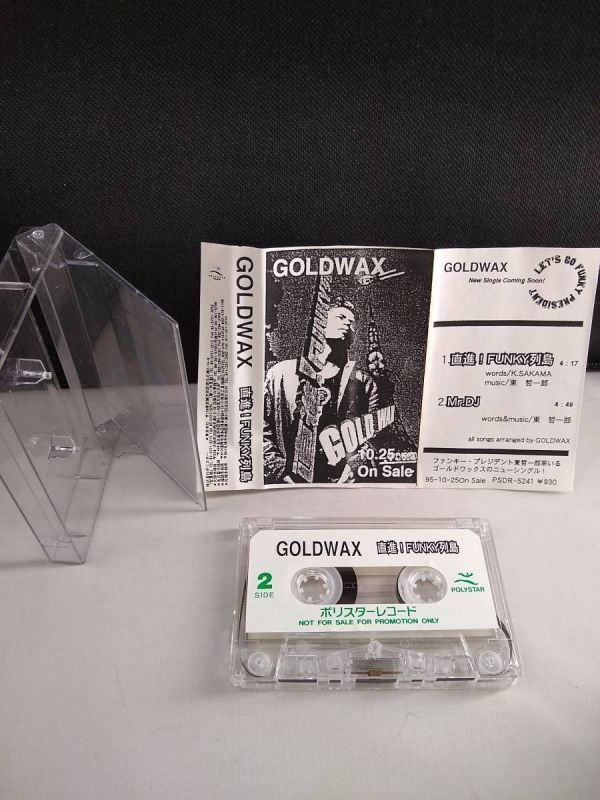 GOLDWAX 直進！FUNKY列島
GOLDWAX
GOLD WAX
10.25
On Sale
GOLDWAX
New Single Coming Soon!
LET'S GO FUNKY PRESIDENT
1.直進！FUNKY列島 4:17
words/K.SAKAMA
music/東 哲一郎
2.Mr.DJ 4:49
words&music/東 哲一郎
all songs arranged by GOLDWAX
ファンキー・プレジデント東哲一郎率いる
ゴールドワックスのニューシングル！
95-10-25On Sale PSDR-5241 ¥930
GOLDWAX 直進！FUNKY列島
2
SIDE
POLYSTAR
ポリスターレコード
NOT FOR SALE FOR PROMOTION ONLY